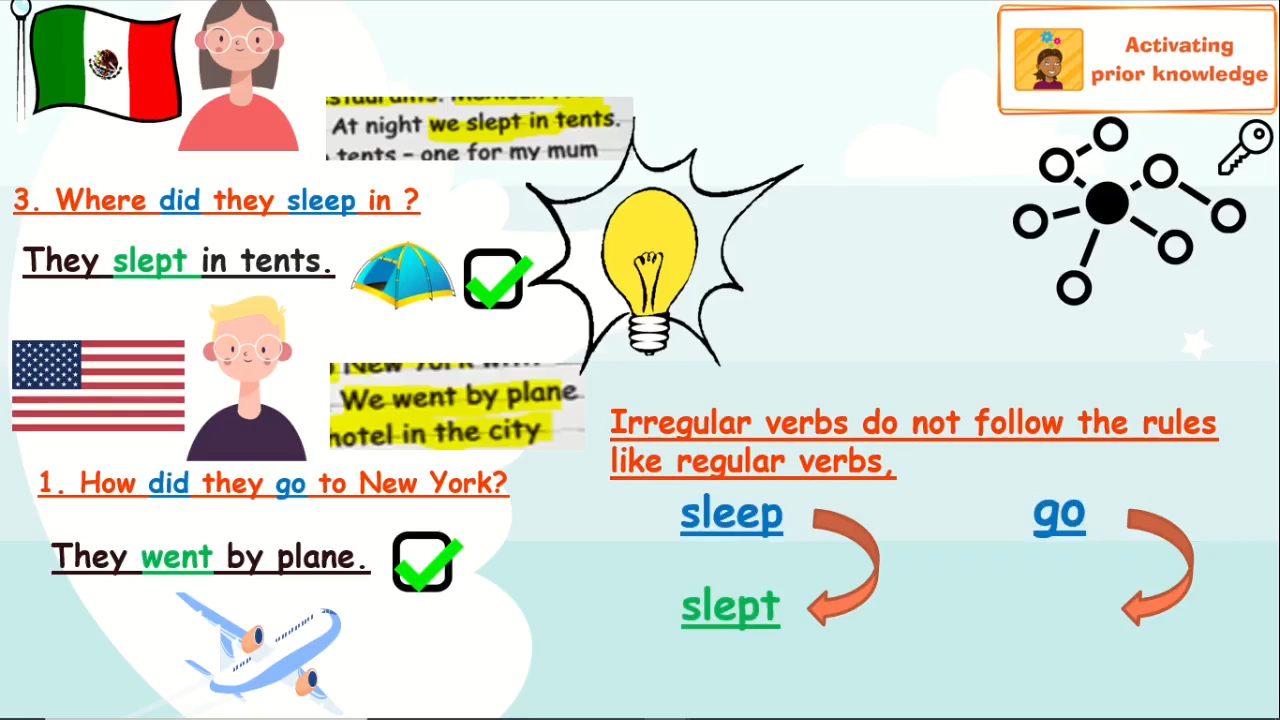 Activating
prior knowledge
At night we slept in tents.
tents – one for my mum
3. Where did they sleep in ?
They slept in tents.
New York
We went by plane
hotel in the city
1. How did they go to New York?
They went by plane.
Irregular verbs do not follow the rules
like regular verbs,
sleep
go
slept